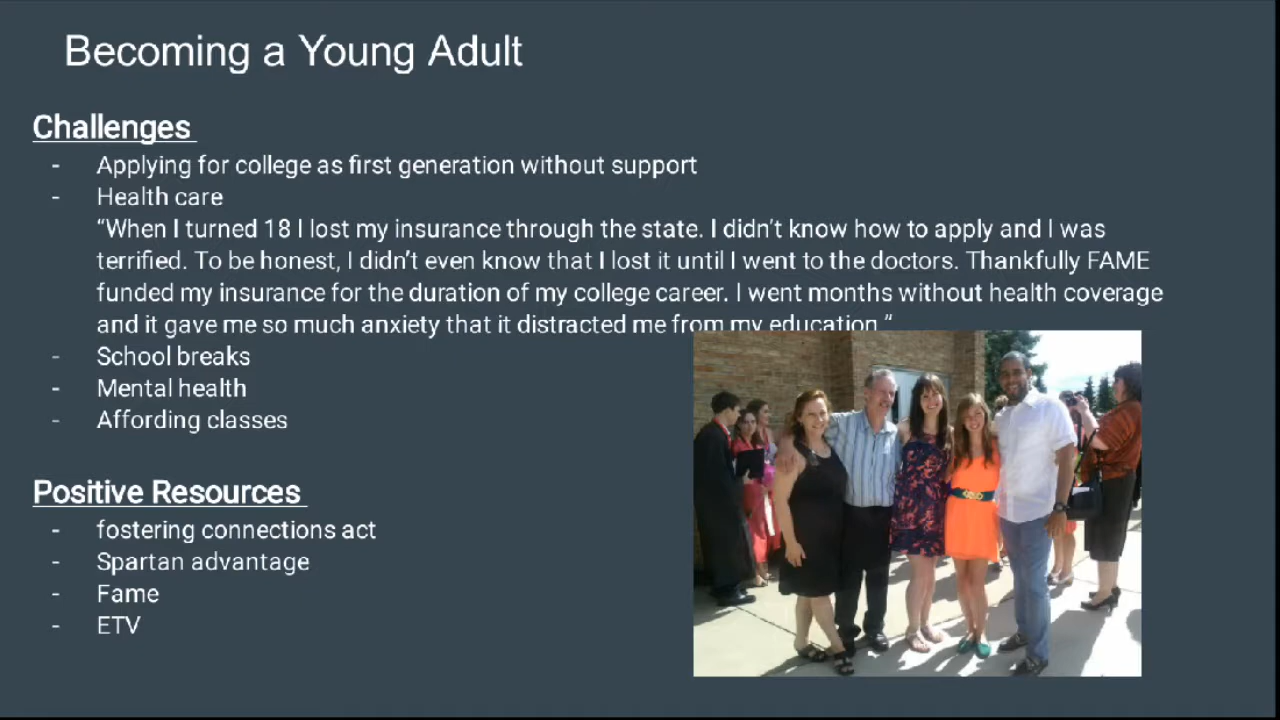 Becoming a Young Adult
Challenges
- Applying for college as first generation without support
- Health care
“When I turned 18 I lost my insurance through the state. I didn’t know how to apply and I was
terrified. To be honest, I didn’t even know that I lost it until I went to the doctors. Thankfully FAME
funded my insurance for the duration of my college career. I went months without health coverage
and it gave me so much anxiety that it distracted me from my education.”
- School breaks
- Mental health
- Affording classes
Positive Resources
- fostering connections act
- Spartan advantage
- Fame
- ETV